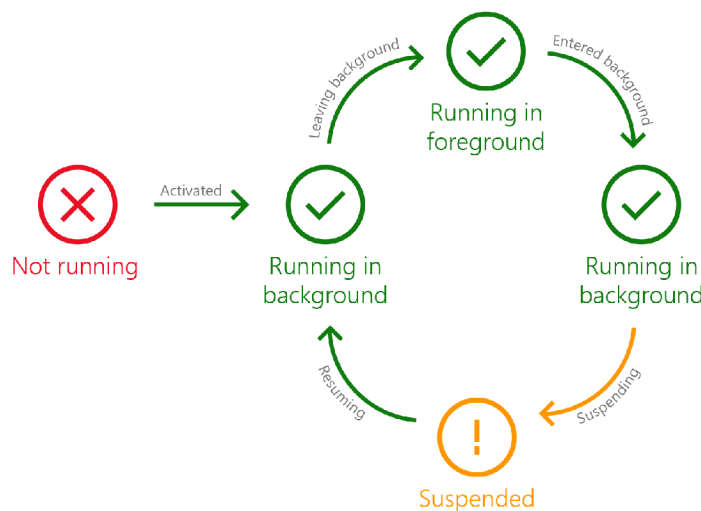 Leaving background
Entered background
Running in
foreground
Activated
Not running
Running in
background
Running in
background
Resuming
Suspending
Suspended